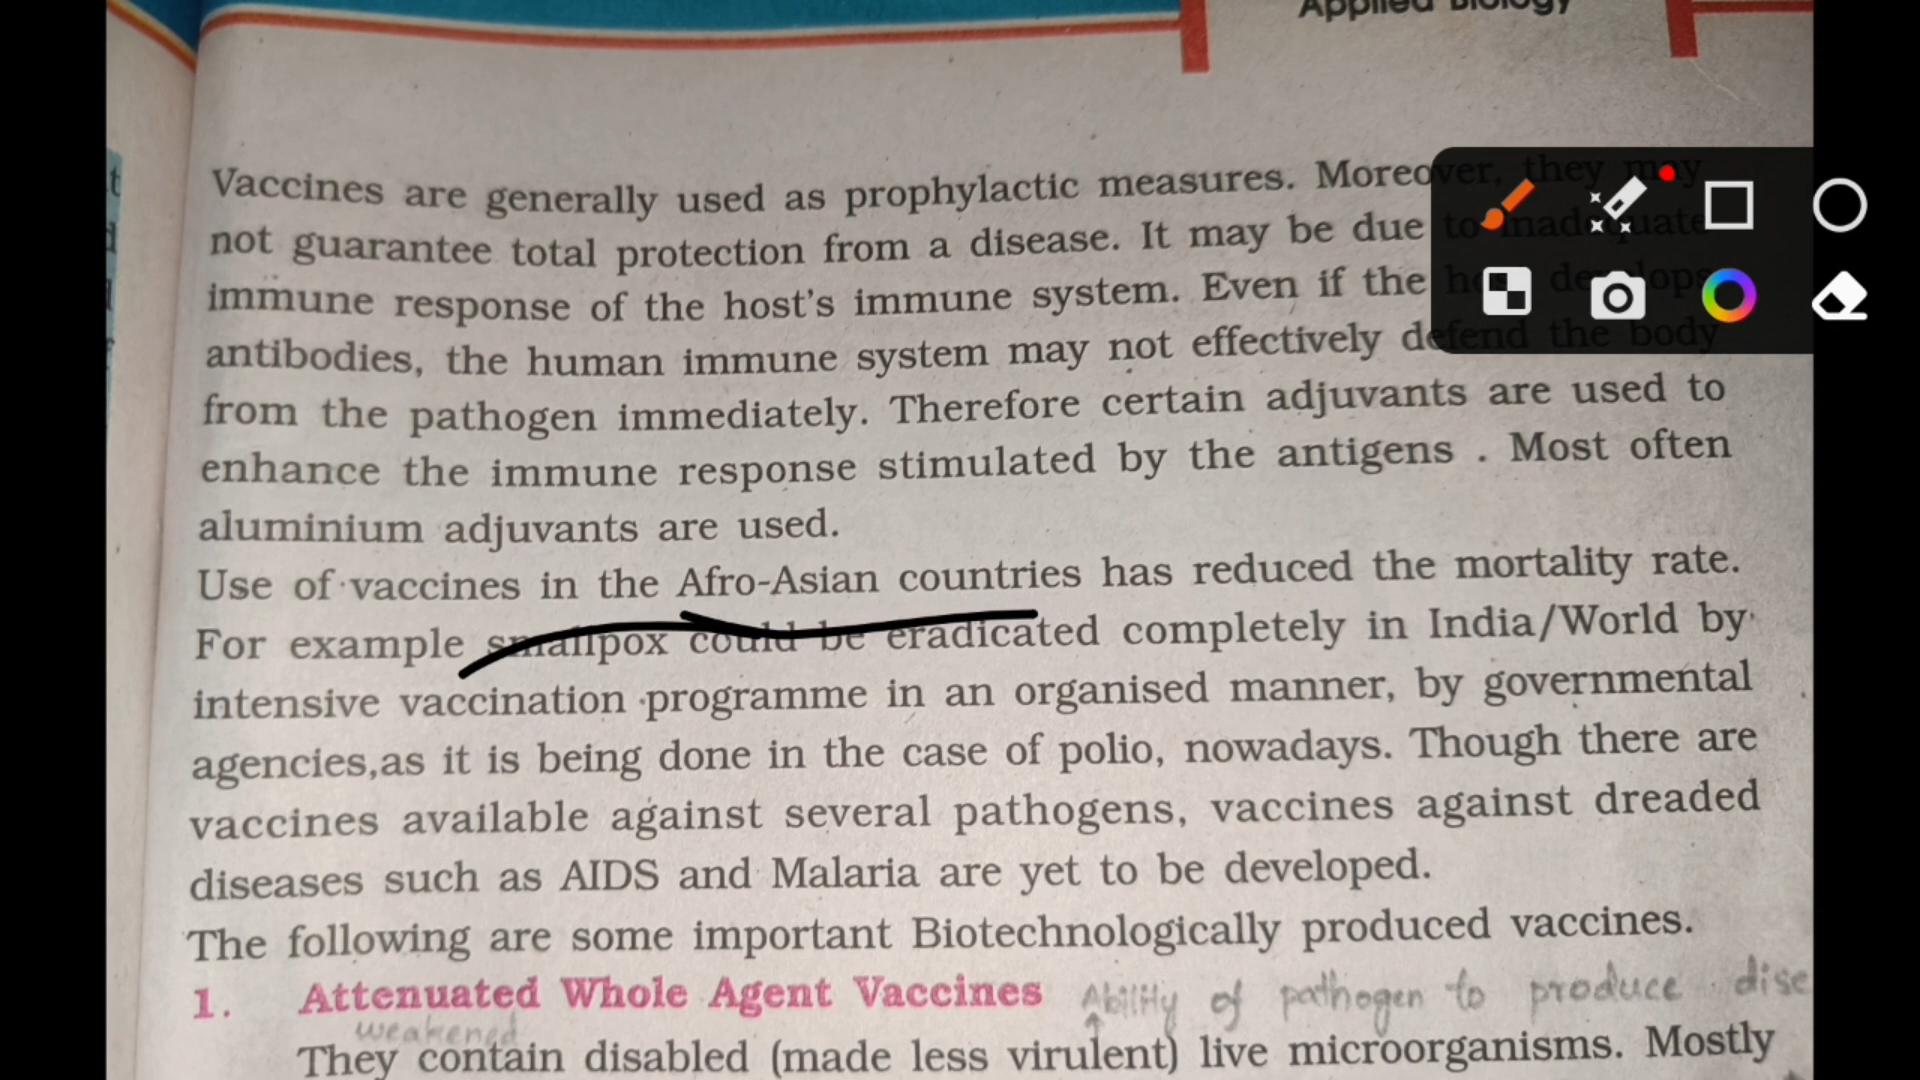 Applied Biology
Vaccines are generally used as prophylactic measures. Moreover, they may
not guarantee total protection from a disease. It may be due to inadequate
immune response of the host's immune system. Even if the host develops
antibodies, the human immune system may not effectively defend the body
from the pathogen immediately. Therefore certain adjuvants are used to
enhance the immune response stimulated by the antigens . Most often
aluminium adjuvants are used.
Use of vaccines in the Afro-Asian countries has reduced the mortality rate.
For example smallpox could be eradicated completely in India/World by
intensive vaccination programme in an organised manner, by governmental
agencies,as it is being done in the case of polio, nowadays. Though there are
vaccines available against several pathogens, vaccines against dreaded
diseases such as AIDS and Malaria are yet to be developed.
The following are some important Biotechnologically produced vaccines.
1. Attenuated Whole Agent Vaccines Ability of pathogen to produce dise
weakened
They contain disabled (made less virulent) live microorganisms. Mostly